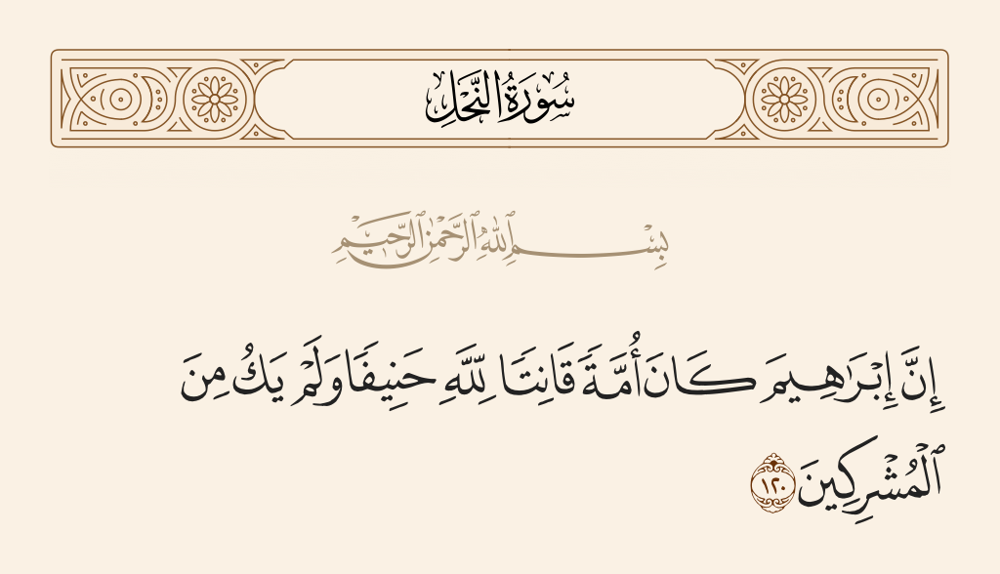 سُورَةُ النَّحْلِ
بِسْمِ ٱللَّهِ ٱلرَّحْمَٰنِ ٱلرَّحِيمِ
إِنَّ إِبْرَٰهِيمَ كَانَ أُمَّةً قَانِتًا لِّلَّهِ حَنِيفًا وَلَمْ يَكُ مِنَ
ٱلْمُشْرِكِينَ ١٢٠